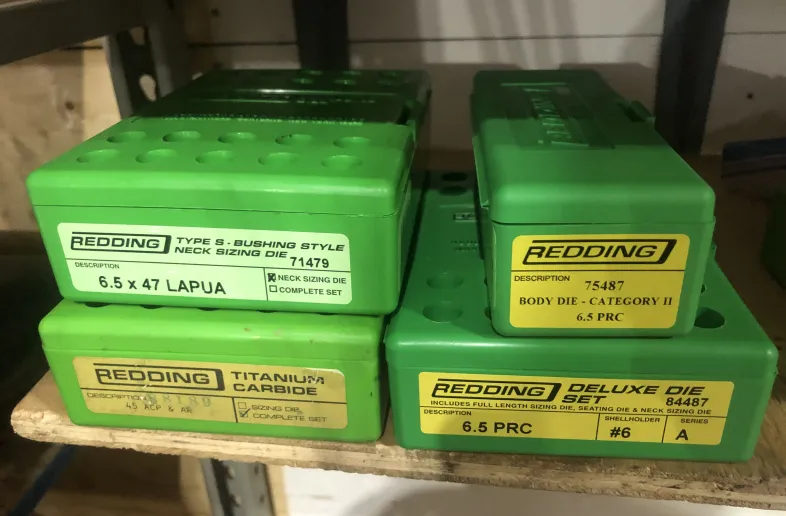 REDDING
TYPE S - BUSHING STYLE
NECK SIZING DIE 71479
DESCRIPTION
6.5 x 47 LAPUA
NECK SIZING DIE
COMPLETE SET
REDDING
TITANIUM
CARBIDE
DESCRIPTION
45 ACP & AR
SIZING DIE
COMPLETE SET
REDDING
DESCRIPTION 75487
BODY DIE - CATEGORY II
6.5 PRC
REDDING
DELUXE DIE
SET 84487
INCLUDES FULL LENGTH SIZING DIE, SEATING DIE & NECK SIZING DIE
DESCRIPTION
6.5 PRC
SHELLHOLDER
#6
SERIES
A